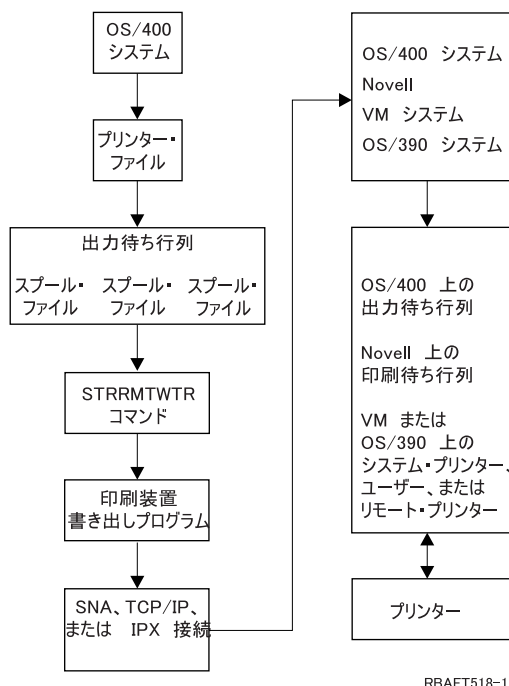 OS/400
システム
プリンター・
ファイル
出力待ち行列
スプール・ スプール・ スプール・
ファイル ファイル ファイル
STRRMTWTR
コマンド
印刷装置
書き出しプログラム
SNA、TCP/IP、
または IPX 接続
OS/400 システム
Novell
VM システム
OS/390 システム
OS/400 上の
出力待ち行列
Novell 上の
印刷待ち行列
VM または
OS/390 上の
システム・プリンター、
ユーザー、または
リモート・プリンター
プリンター
RBAFT518-1